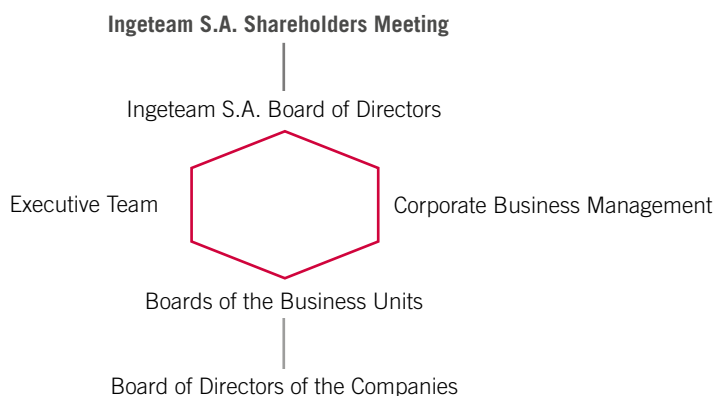 Ingeteam S.A. Shareholders Meeting
Ingeteam S.A. Board of Directors
Executive Team
Corporate Business Management
Boards of the Business Units
Board of Directors of the Companies